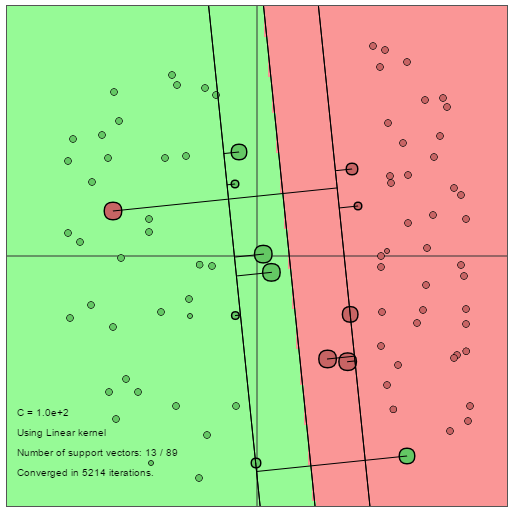 C = 1.0e+2
Using Linear kernel
Number of support vectors: 13 / 89
Converged in 5214 iterations.